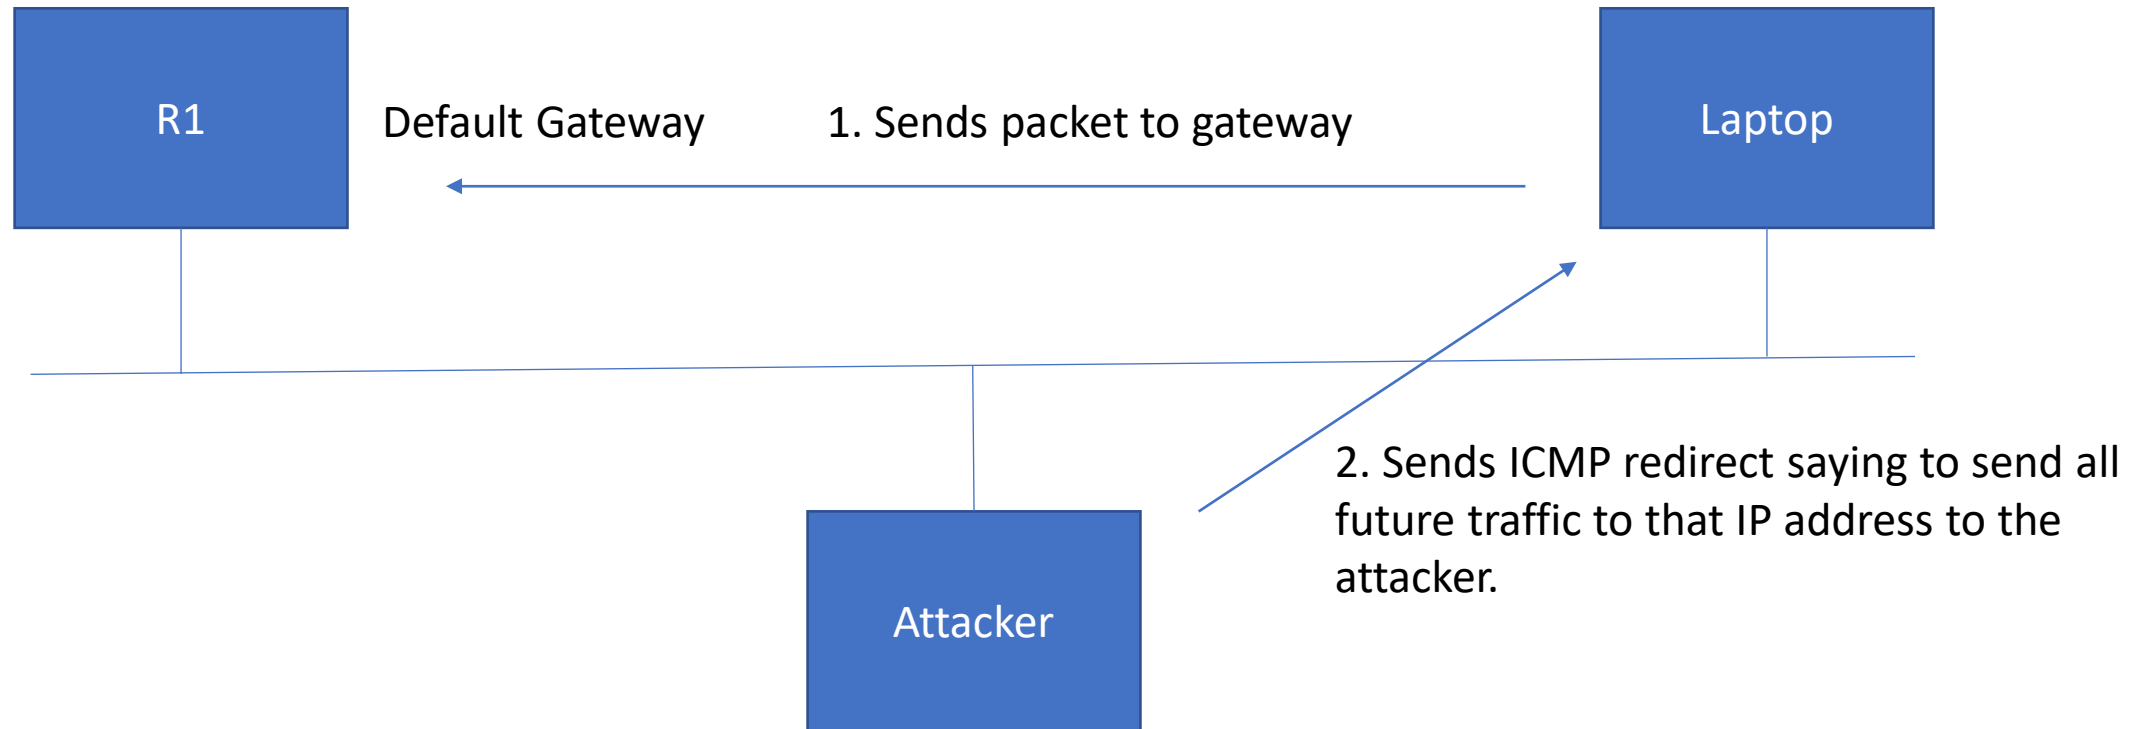 R1
Default Gateway
1. Sends packet to gateway
Laptop
2. Sends ICMP redirect saying to send all
future traffic to that IP address to the
attacker.
Attacker